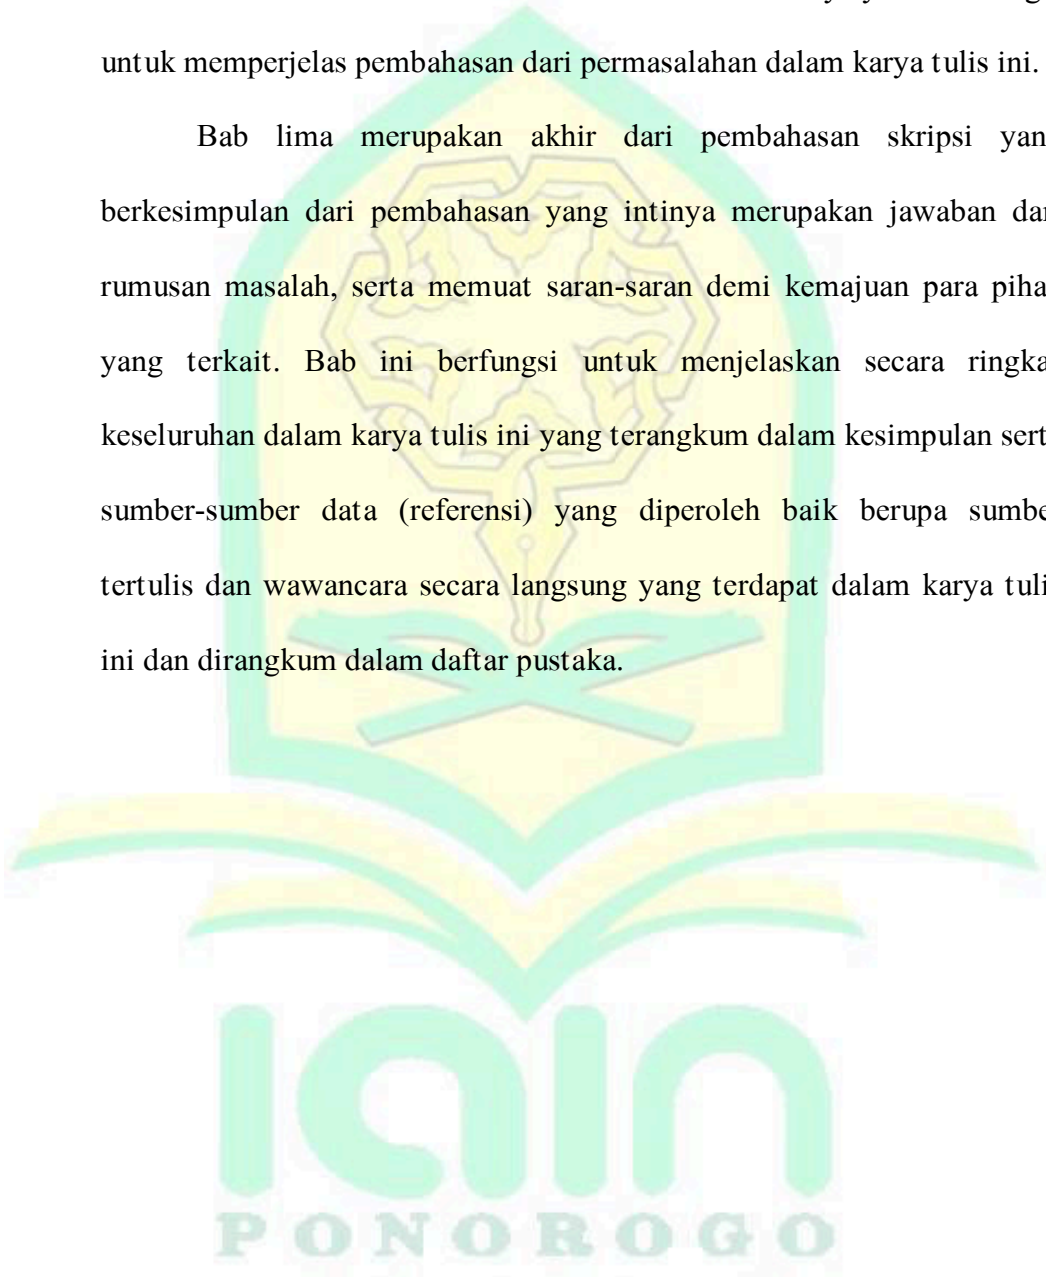 untuk memperjelas pembahasan dari permasalahan dalam karya tulis ini.
Bab lima merupakan akhir dari pembahasan skripsi yan
berkesimpulan dari pembahasan yang intinya merupakan jawaban dar
rumusan masalah, serta memuat saran-saran demi kemajuan para piha
yang terkait. Bab ini berfungsi untuk menjelaskan secara ringka
keseluruhan dalam karya tulis ini yang terangkum dalam kesimpulan sert
sumber-sumber data (referensi) yang diperoleh baik berupa sumbe
tertulis dan wawancara secara langsung yang terdapat dalam karya tuli
ini dan dirangkum dalam daftar pustaka.
iain
PONOROGO